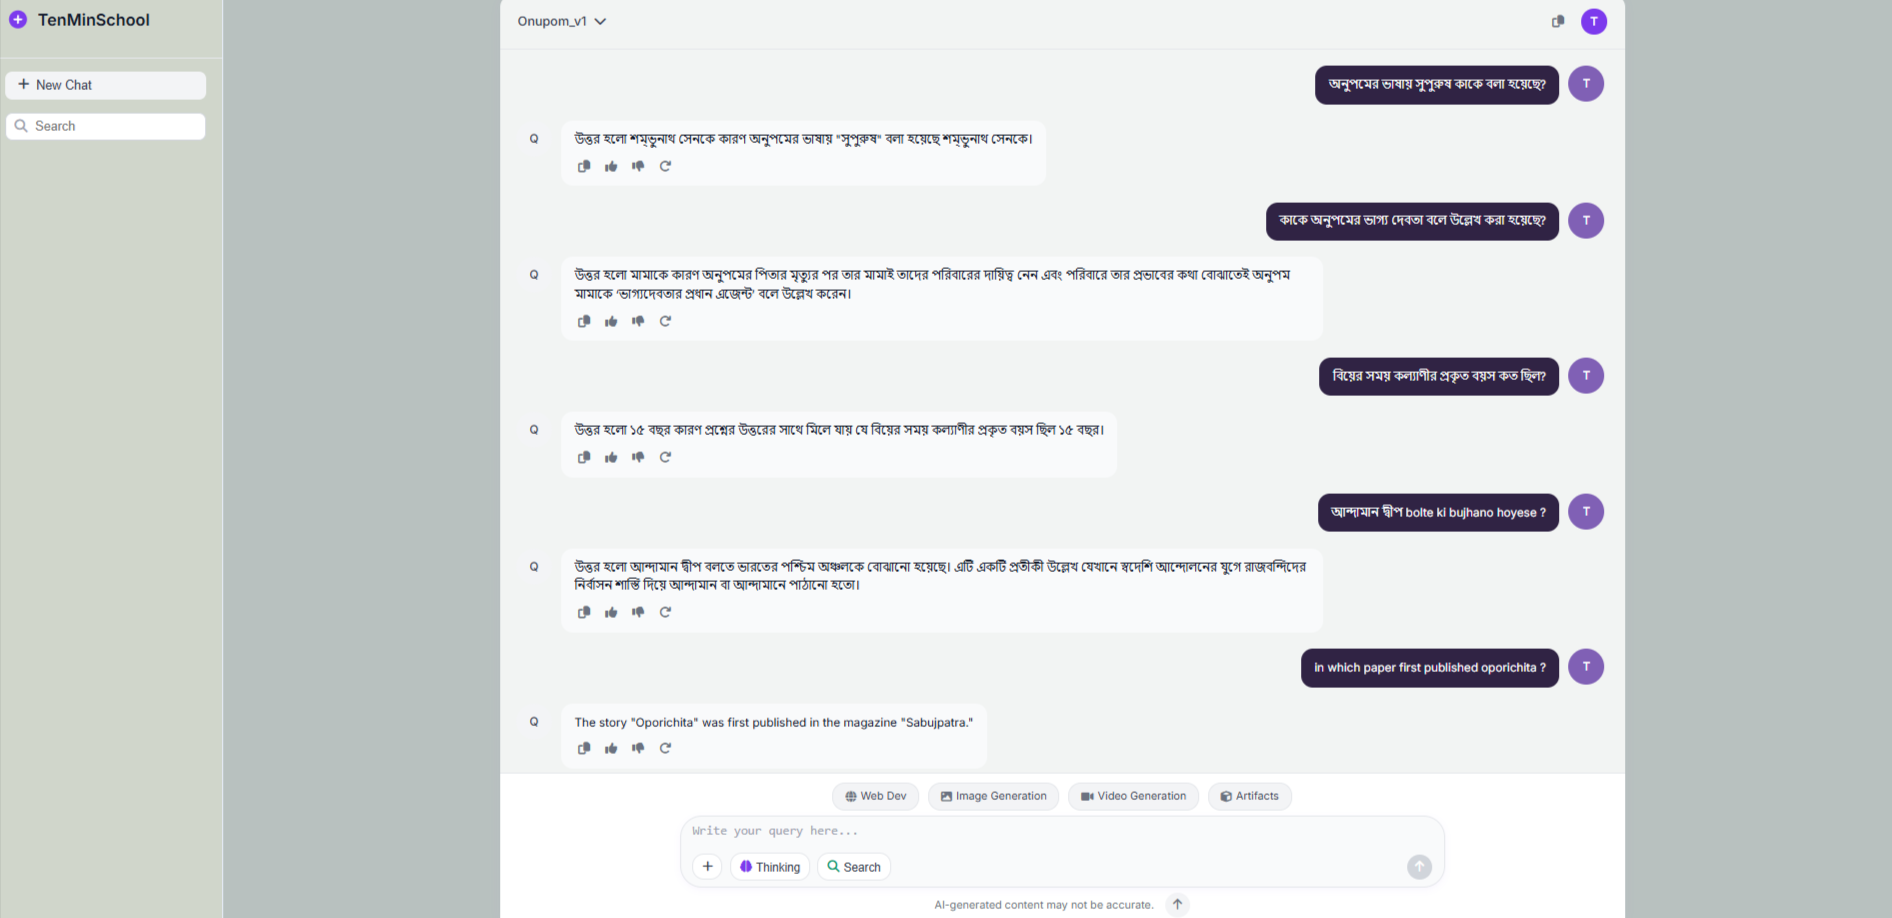 TenMinSchool
New Chat
Search
Onupom_v1
T
অনুপমের ভাষায় সুপুরুষ কাকে বলা হয়েছে?
T
Q
উত্তর হলো শম্ভুনাথ সেনকে কারণ অনুপমের ভাষায় "সুপুরুষ" বলা হয়েছে শম্ভুনাথ সেনকে।
কাকে অনুপমের ভাগ্য দেবতা বলে উল্লেখ করা হয়েছে?
T
Q
উত্তর হলো মামাকে কারণ অনুপমের পিতার মৃত্যুর পর তার মামাই তাদের পরিবারের দায়িত্ব নেন এবং পরিবারে তার প্রভাবের কথা বোঝাতেই অনুপম
মামাকে ‘ভাগ্যদেবতার প্রধান এজেন্ট’ বলে উল্লেখ করেন।
বিয়ের সময় কল্যাণীর প্রকৃত বয়স কত ছিল?
T
Q
উত্তর হলো ১৫ বছর কারণ প্রশ্নের উত্তরের সাথে মিলে যায় যে বিয়ের সময় কল্যাণীর প্রকৃত বয়স ছিল ১৫ বছর।
আন্দামান দ্বীপ bolte ki bujhano hoyese ?
T
Q
উত্তর হলো আন্দামান দ্বীপ বলতে ভারতের পশ্চিম অঞ্চলকে বোঝানো হয়েছে। এটি একটি প্রতীকী উল্লেখ যেখানে স্বদেশি আন্দোলনের যুগে রাজবন্দিদের
নির্বাসন শাস্তি দিয়ে আন্দামান বা আন্দামানে পাঠানো হতো।
in which paper first published oporichita ?
T
Q
The story "Oporichita" was first published in the magazine "Sabujpatra."
Web Dev
Image Generation
Video Generation
Artifacts
Write your query here...
Thinking
Search
AI-generated content may not be accurate.